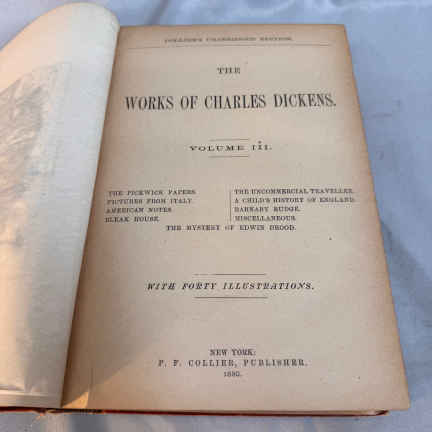 COLLIER'S UNABRIDGED EDITION.
THE
WORKS OF CHARLES DICKENS.
VOLUME III.
THE PICKWICK PAPERS.
PICTURES FROM ITALY.
AMERICAN NOTES.
BLEAK HOUSE.
THE UNCOMMERCIAL TRAVELLER.
A CHILD'S HISTORY OF ENGLAND.
BARNABY RUDGE.
MISCELLANEOUS.
THE MYSTERY OF EDWIN DROOD.
WITH FORTY ILLUSTRATIONS.
NEW YORK:
P. F. COLLIER, PUBLISHER.